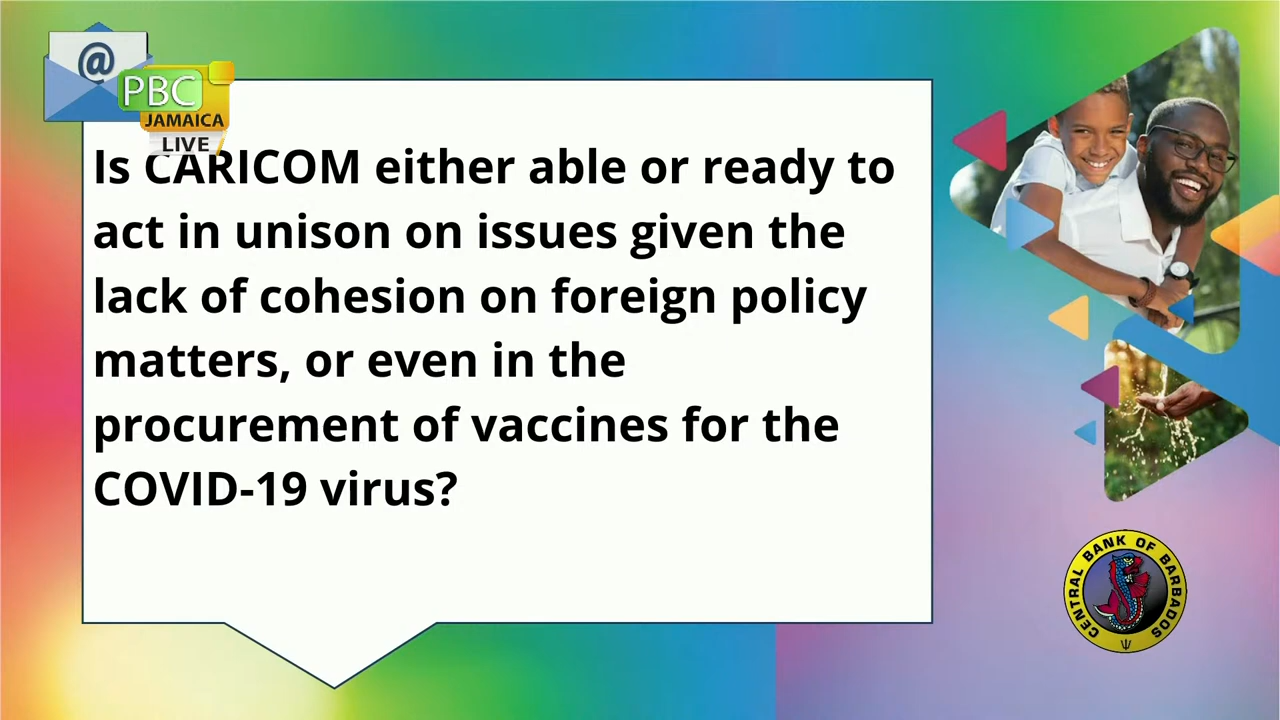 @
PBC
JAMAICA
LIVE
Is CARICOM either able or ready to
act in unison on issues given the
lack of cohesion on foreign policy
matters, or even in the
procurement of vaccines for the
COVID-19 virus?
CENTRAL BANK OF BARBADOS